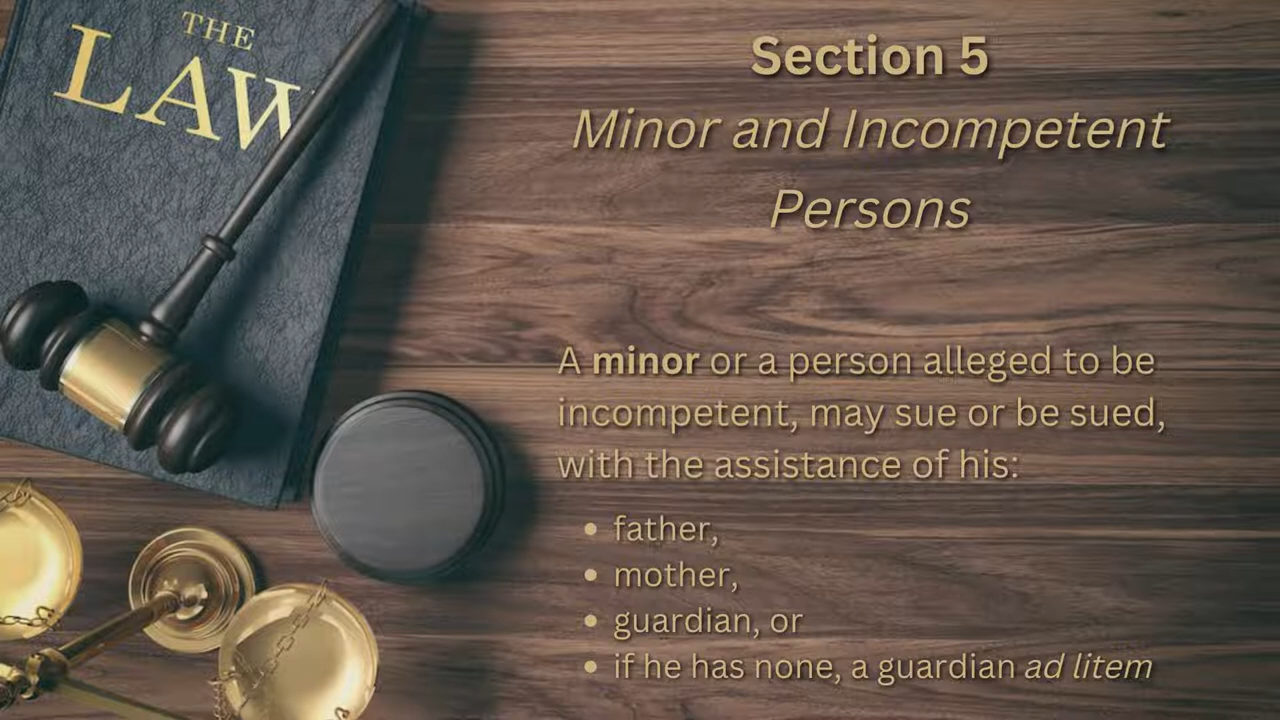 THE
LAW
Section 5
Minor and Incompetent
Persons
A minor or a person alleged to be
incompetent, may sue or be sued,
with the assistance of his:
• father,
• mother,
• guardian, or
• if he has none, a guardian ad litem